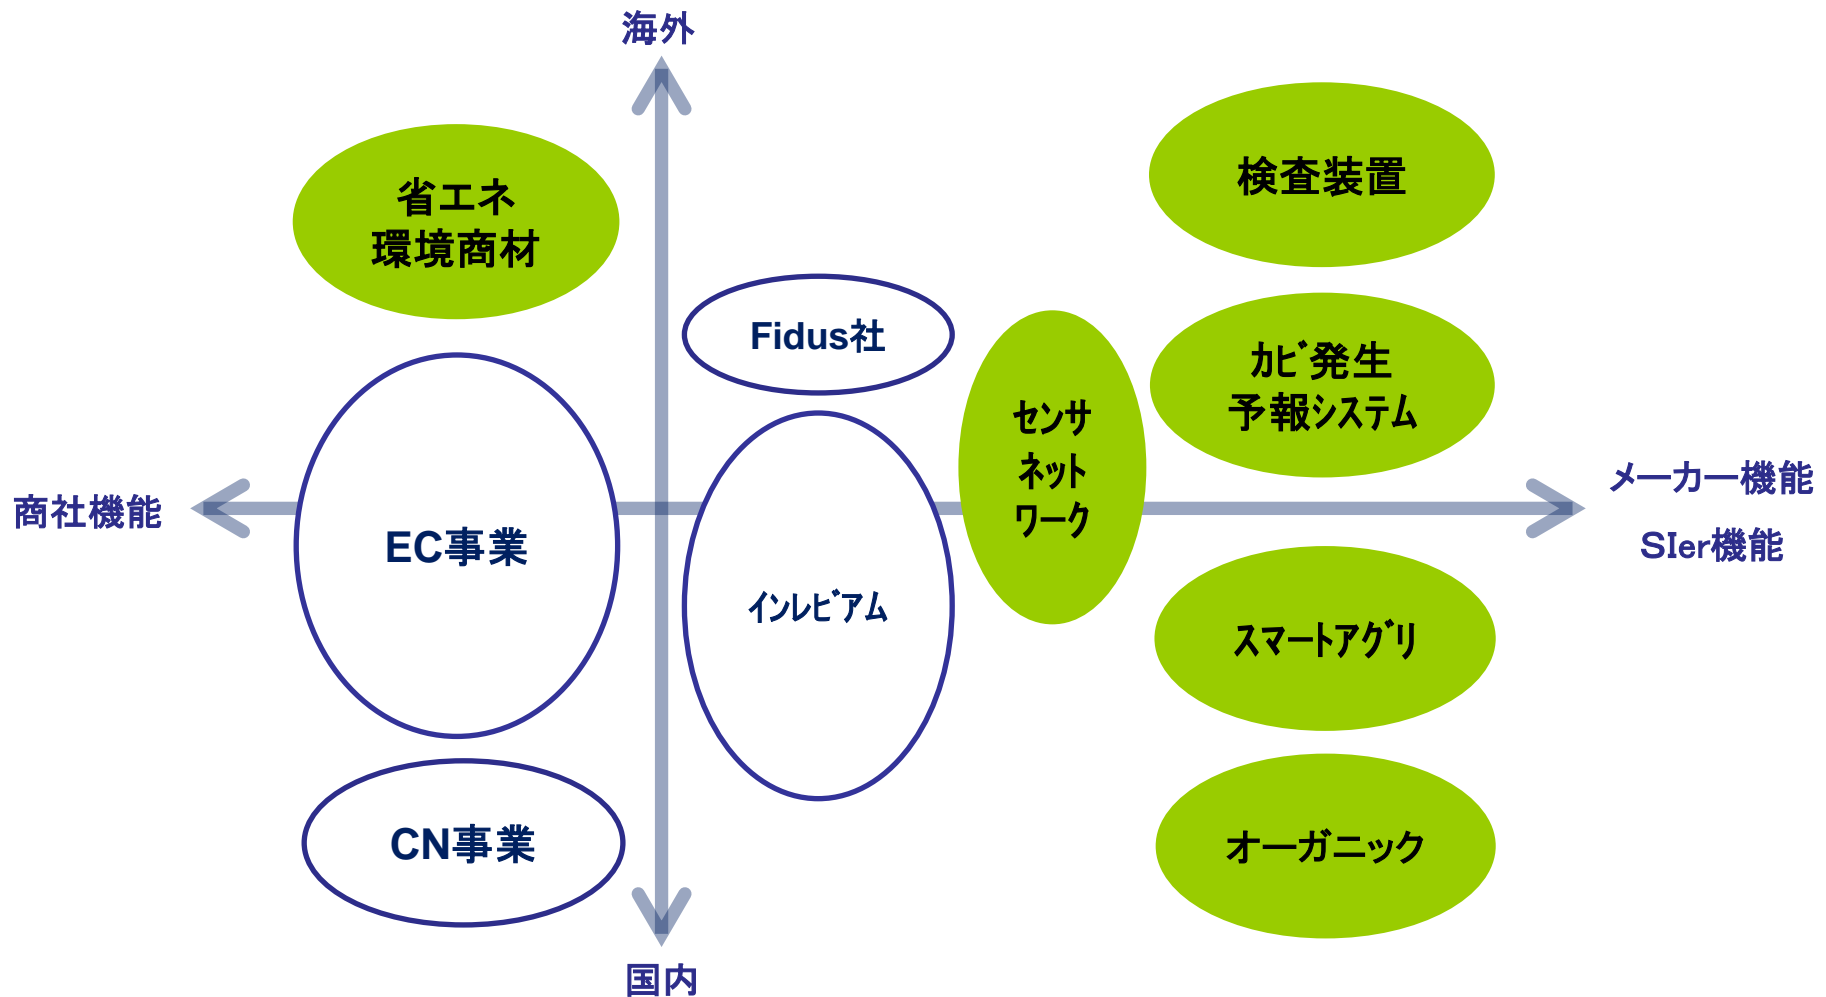 海外
検査装置
省エネ
環境商材
Fidus社
カビ発生
予報システム
センサ
ネット
ワーク
商社機能
メーカー機能
SIer機能
EC事業
インレビアム
スマートアグリ
CN事業
オーガニック
国内